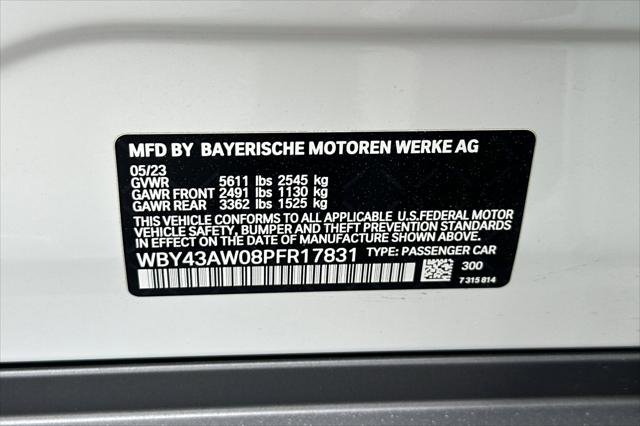 MFD BY BAYERISCHE MOTOREN WERKE AG
05/23
GVWR 5611 lbs 2545 kg
GAWR FRONT 2491 lbs 1130 kg
GAWR REAR 3362 lbs 1525 kg
THIS VEHICLE CONFORMS TO ALL APPLICABLE U.S.FEDERAL MOTOR
VEHICLE SAFETY, BUMPER AND THEFT PREVENTION STANDARDS
IN EFFECT ON THE DATE OF MANUFACTURE SHOWN ABOVE.
WBY43AW08PFR17831 TYPE: PASSENGER CAR
300
7 315 814